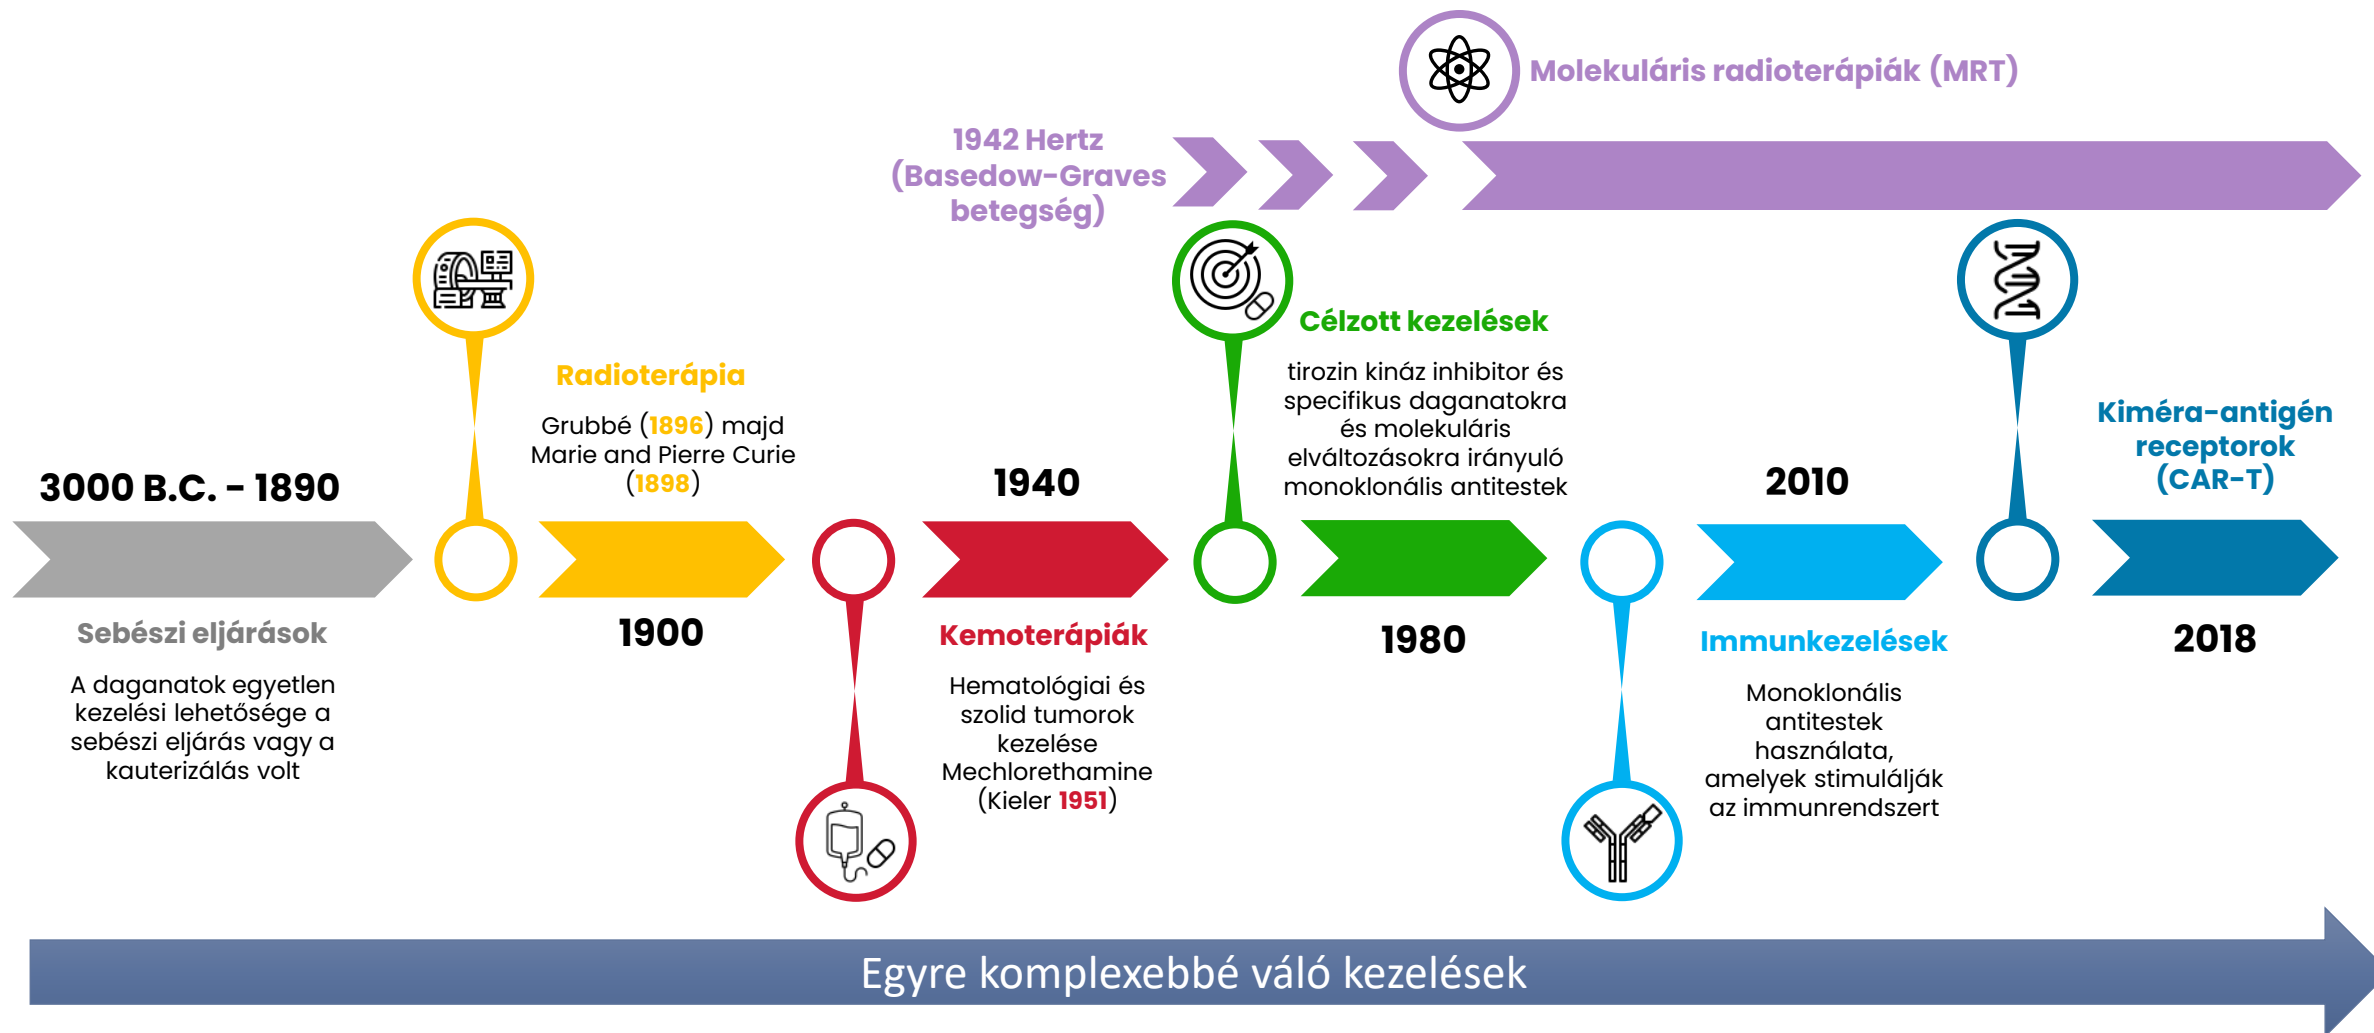 Molekuláris radioterápiák (MRT)
1942 Hertz
(Basedow-Graves
betegség)
3000 B.C. - 1890
Sebészi eljárások
A daganatok egyetlen
kezelési lehetősége a
sebészi eljárás vagy a
kauterizálás volt
Radioterápia
Grubbé (1896) majd
Marie and Pierre Curie
(1898)
1900
1940
Kemoterápiák
Hematológiai és
szolid tumorok
kezelése
Mechlorethamine
(Kieler 1951)
Célzott kezelések
tirozin kináz inhibitor és
specifikus daganatokra
és molekuláris
elváltozásokra irányuló
monoklonális antitestek
1980
2010
Immunkezelések
Monoklonális
antitestek
használata,
amelyek stimulálják
az immunrendszert
Kiméra-antigén
receptorok
(CAR-T)
2018
Egyre komplexebbé váló kezelések